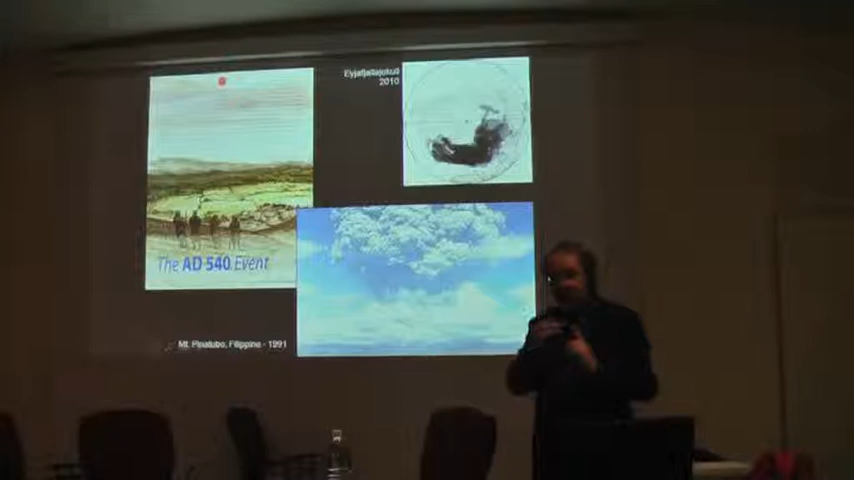 Eyjafjallajokull
2010
The AD 540 Event
Mt. Pinatubo, Filippine - 1991